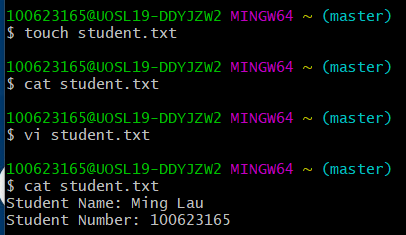 100623165@UOSL19-DDYJZW2 MINGW64 ~ (master)
$ touch student.txt
100623165@UOSL19-DDYJZW2 MINGW64 ~ (master)
$ cat student.txt
100623165@UOSL19-DDYJZW2 MINGW64 ~ (master)
$ vi student.txt
100623165@UOSL19-DDYJZW2 MINGW64 ~ (master)
$ cat student.txt
Student Name: Ming Lau
Student Number: 100623165